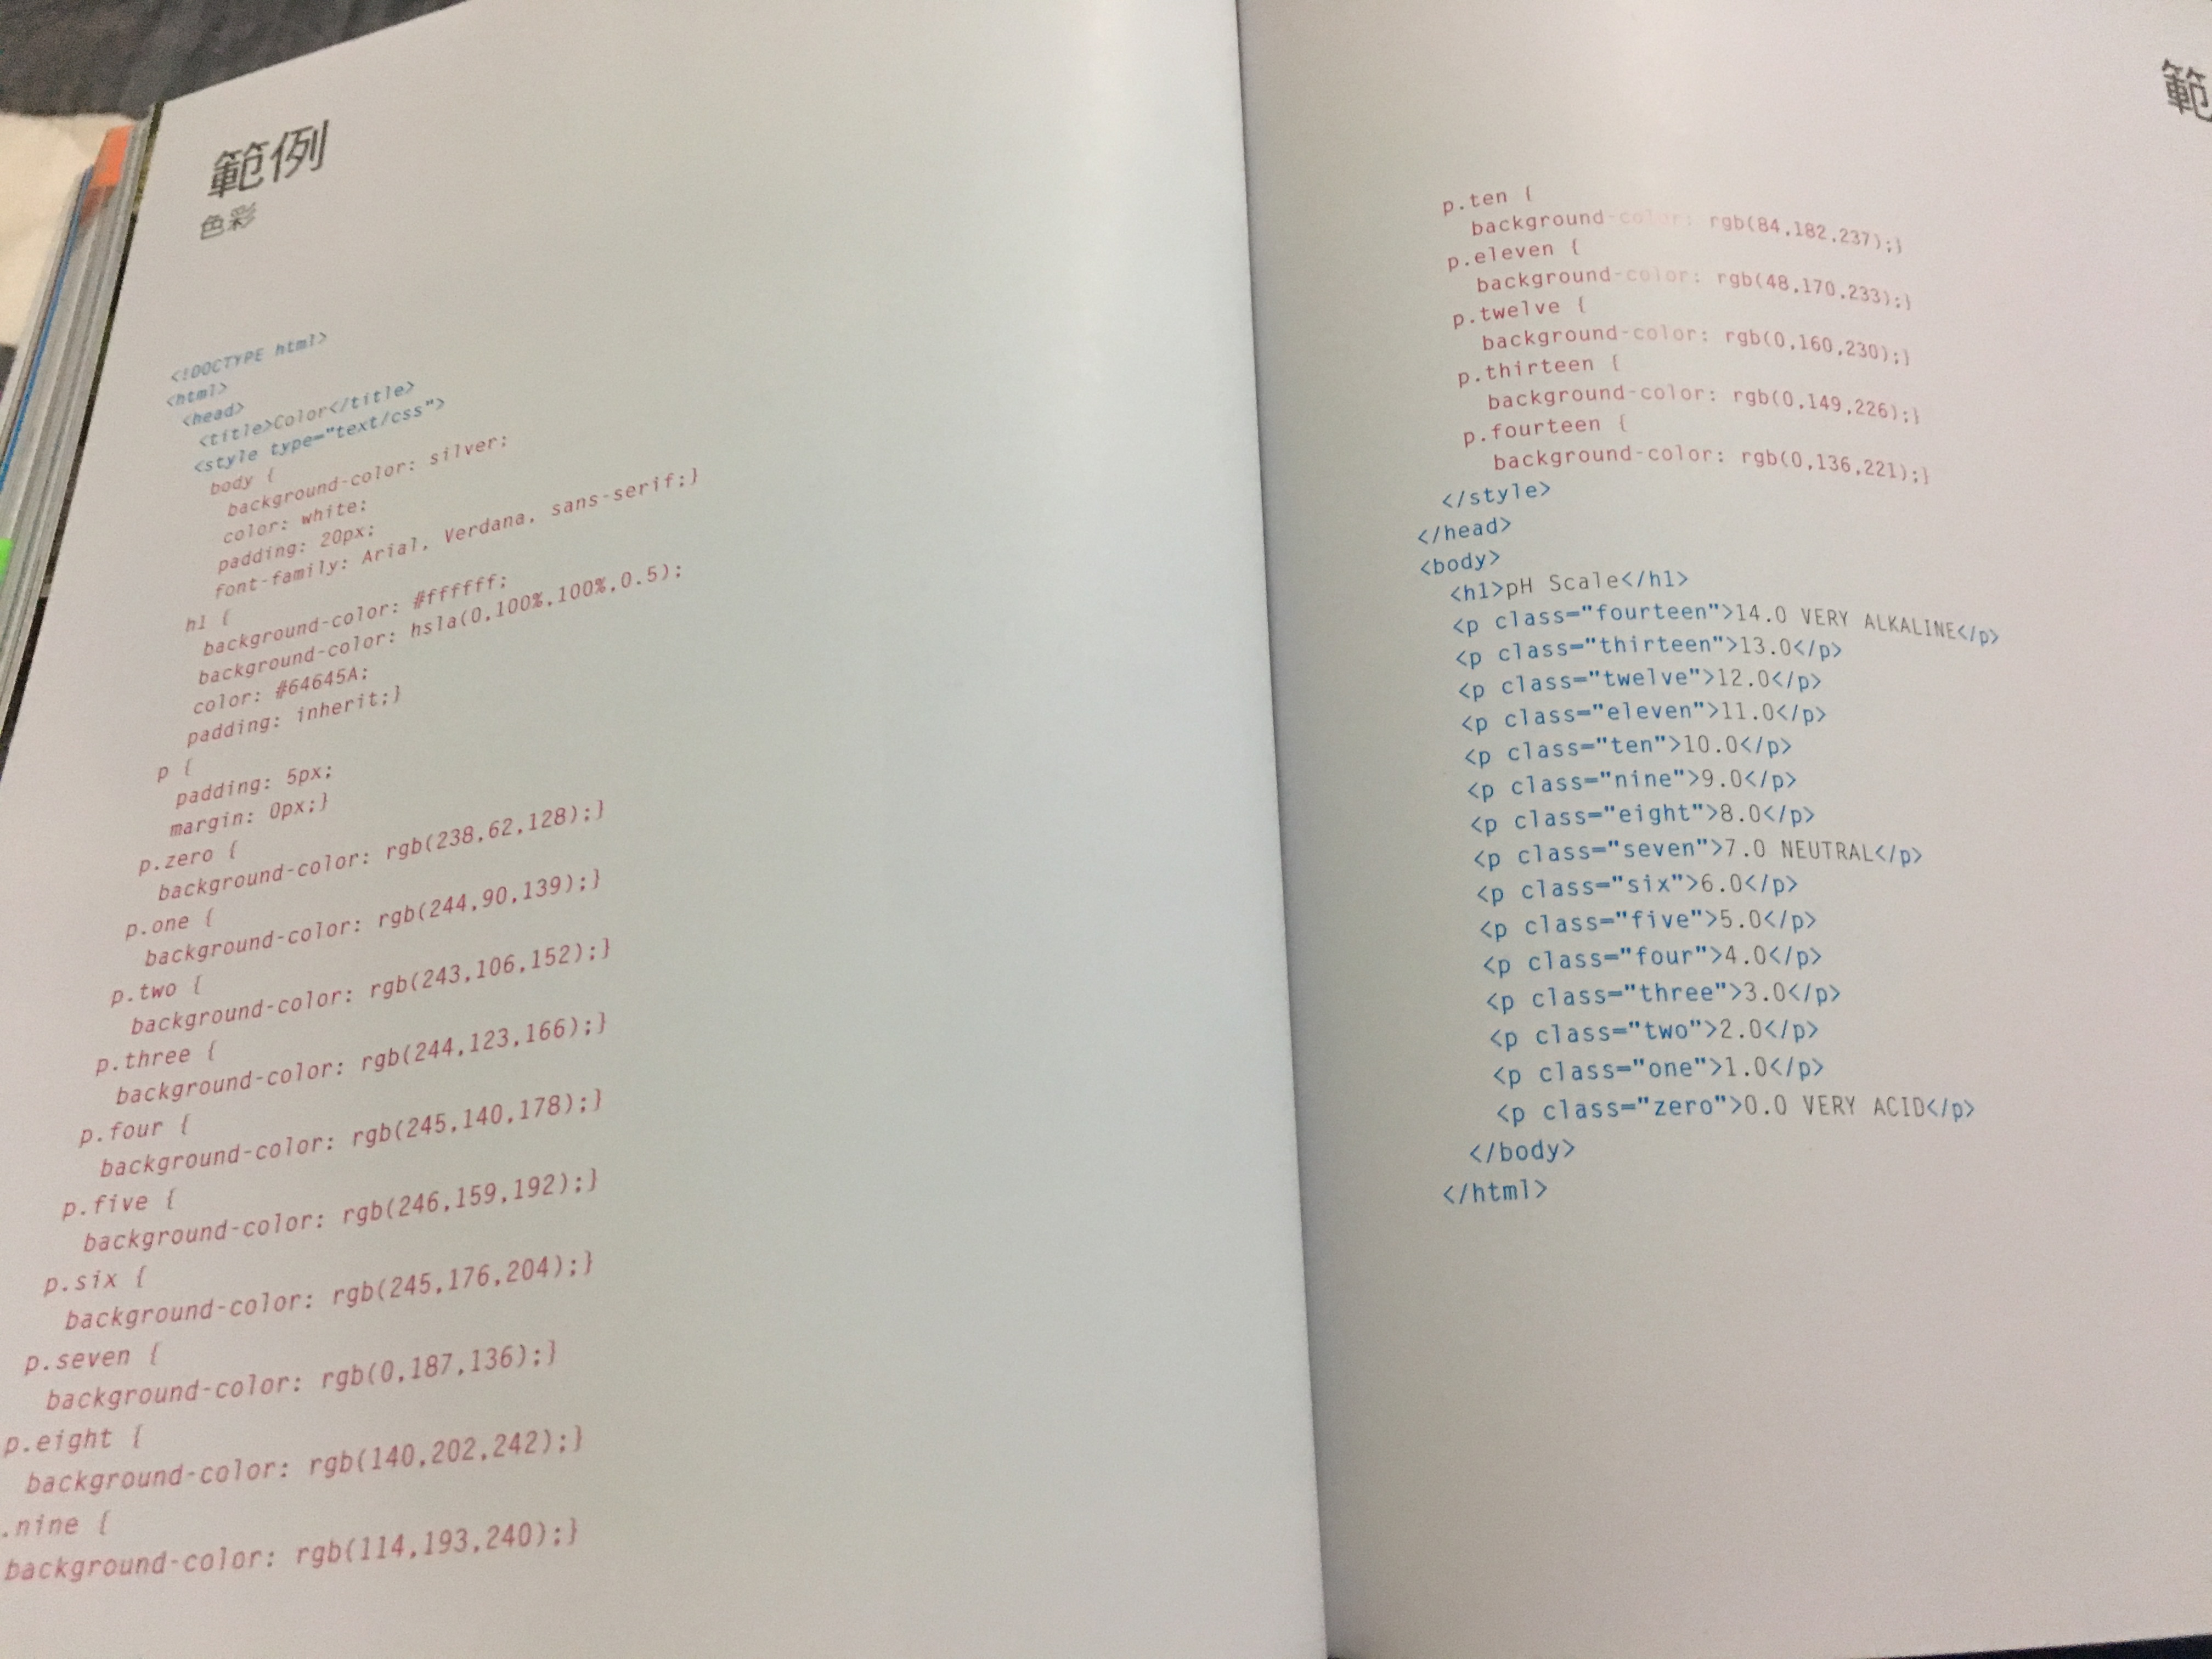 範例
色彩
<!DOCTYPE html>
<html>
<head>
<title>Color</title>
<style type="text/css">
body {
background-color: silver;
color: white;
padding: 20px;
font-family: Arial, Verdana, sans-serif;}
h1 {
background-color: #ffffff;
background-color: hsla(0,100%,100%,0.5);
color: #64645A;
padding: inherit;}
p {
padding: 5px;
margin: 0px;}
p.zero {
background-color: rgb(238,62,128);}
p.one {
background-color: rgb(244,90,139);}
p.two {
background-color: rgb(243,106,152);}
p.three {
background-color: rgb(244,123,166);}
p.four {
background-color: rgb(245,140,178);}
p.five {
background-color: rgb(246,159,192);}
p.six {
background-color: rgb(245,176,204);}
p.seven {
background-color: rgb(0,187,136);}
p.eight {
background-color: rgb(140,202,242);}
.nine {
background-color: rgb(114,193,240);}
p.ten {
background-color: rgb(84,182,237);}
p.eleven {
background-color: rgb(48,170,233);}
p.twelve {
background-color: rgb(0,160,230);}
p.thirteen {
background-color: rgb(0,149,226);}
p.fourteen {
background-color: rgb(0,136,221);}
</style>
</head>
<body>
<h1>pH Scale</h1>
<p class="fourteen">14.0 VERY ALKALINE</p>
<p class="thirteen">13.0</p>
<p class="twelve">12.0</p>
<p class="eleven">11.0</p>
<p class="ten">10.0</p>
<p class="nine">9.0</p>
<p class="eight">8.0</p>
<p class="seven">7.0 NEUTRAL</p>
<p class="six">6.0</p>
<p class="five">5.0</p>
<p class="four">4.0</p>
<p class="three">3.0</p>
<p class="two">2.0</p>
<p class="one">1.0</p>
<p class="zero">0.0 VERY ACID</p>
</body>
</html>
範